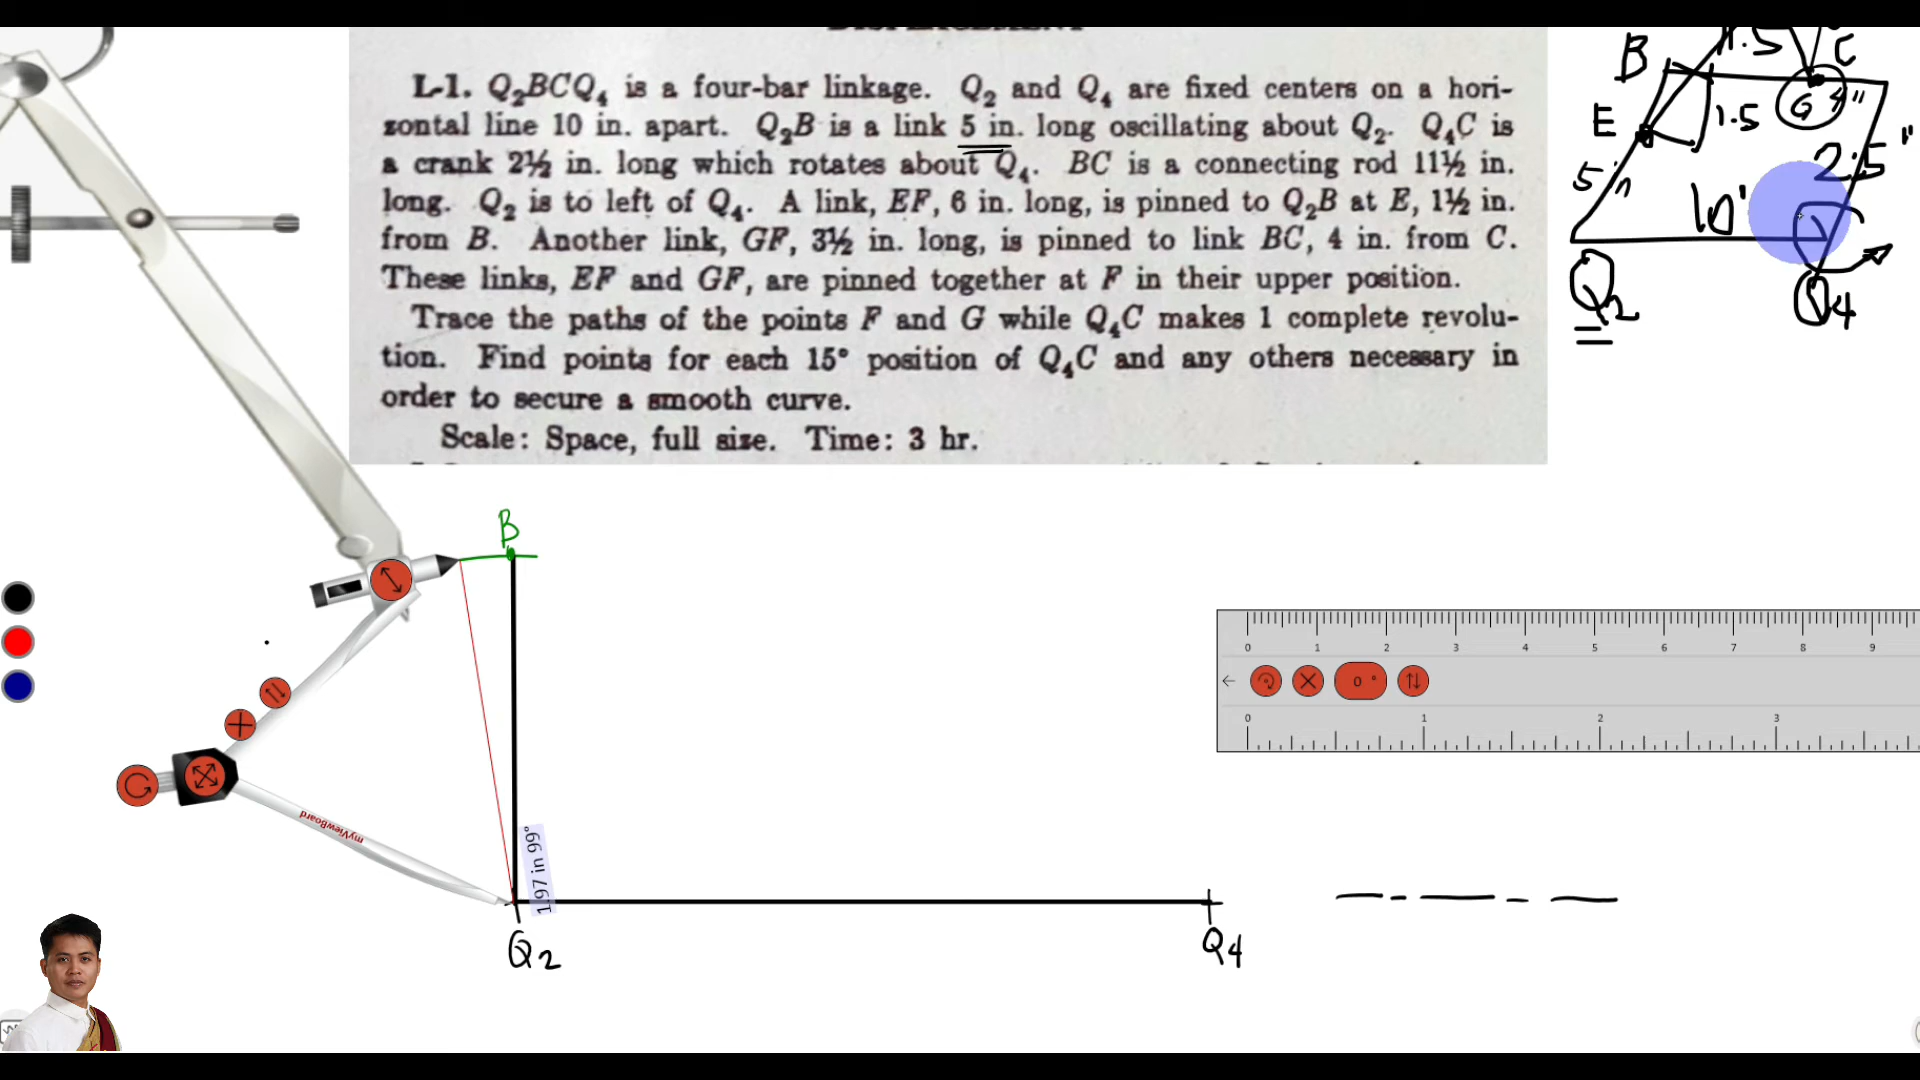 DISPLACEMENT
L-1. Q₂BCQ₄ is a four-bar linkage. Q₂ and Q₄ are fixed centers on a hori-
zontal line 10 in. apart. Q₂B is a link 5 in. long oscillating about Q₂. Q₄C is
a crank 2½ in. long which rotates about Q₄. BC is a connecting rod 11½ in.
long. Q₂ is to left of Q₄. A link, EF, 6 in. long, is pinned to Q₂B at E, 1½ in.
from B. Another link, GF, 3½ in. long, is pinned to link BC, 4 in. from C.
These links, EF and GF, are pinned together at F in their upper position.
Trace the paths of the points F and G while Q₄C makes 1 complete revolu-
tion. Find points for each 15° position of Q₄C and any others necessary in
order to secure a smooth curve.
Scale: Space, full size. Time: 3 hr.
11.5
B
C
G 4"
E
1.5
2.5"
5"
10'
Q2
Q4
B
1.97 in 99°
myViewBoard
Q2
Q4
0 1 2 3 4 5 6 7 8 9
0 °
0 1 2 3